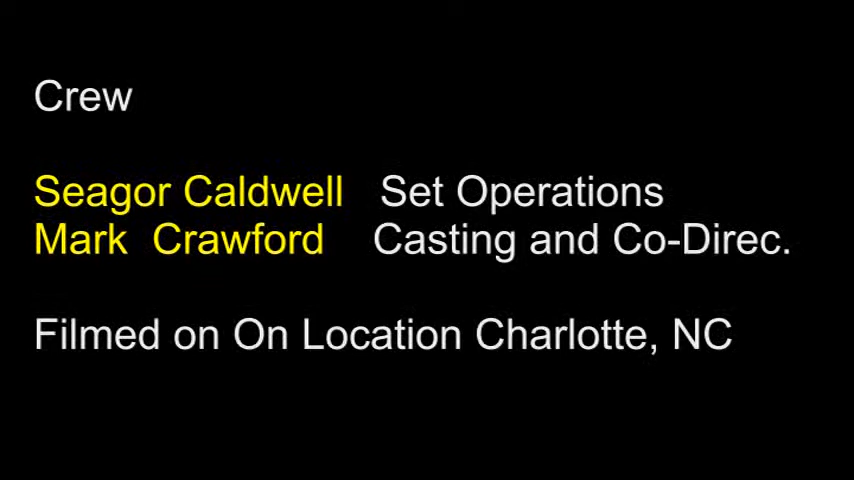 Crew
Seagor Caldwell Set Operations
Mark Crawford Casting and Co-Direc.
Filmed on On Location Charlotte, NC